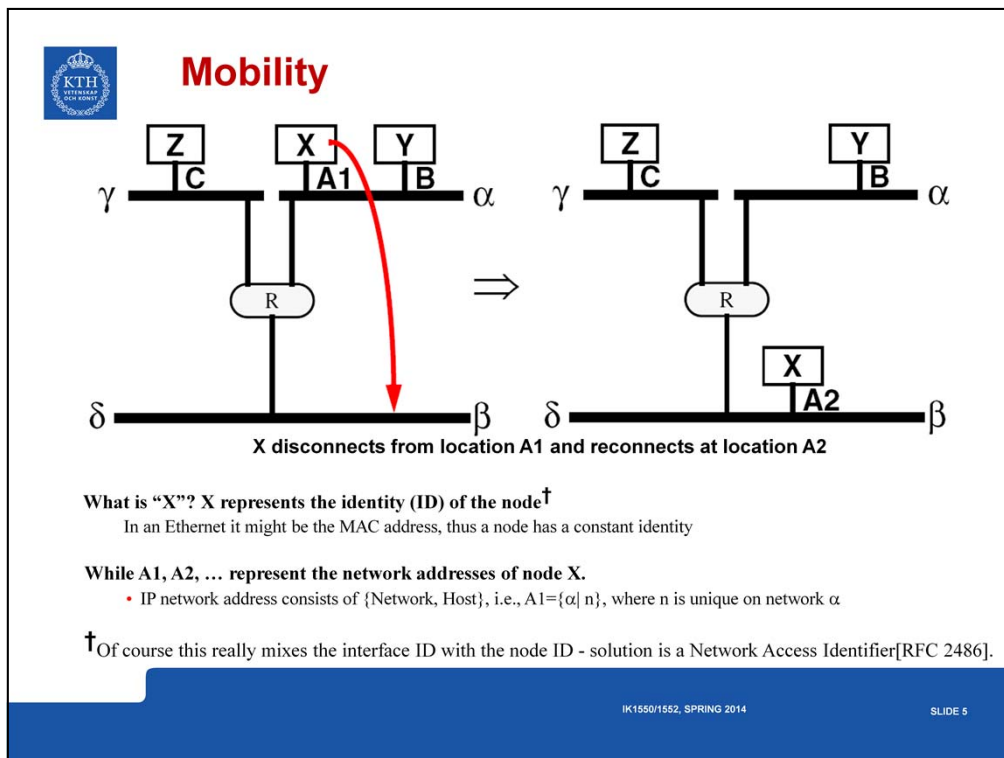 KTH
VETENSKAP
OCH KONST
Mobility
Z X Y
C A1 B
γ α
R
δ β
⇒
Z Y
C B
γ α
R
X
A2
δ β
X disconnects from location A1 and reconnects at location A2
What is “X”? X represents the identity (ID) of the node†
In an Ethernet it might be the MAC address, thus a node has a constant identity
While A1, A2, … represent the network addresses of node X.
• IP network address consists of {Network, Host}, i.e., A1={α| n}, where n is unique on network α
†Of course this really mixes the interface ID with the node ID - solution is a Network Access Identifier[RFC 2486].
IK1550/1552, SPRING 2014 SLIDE 5